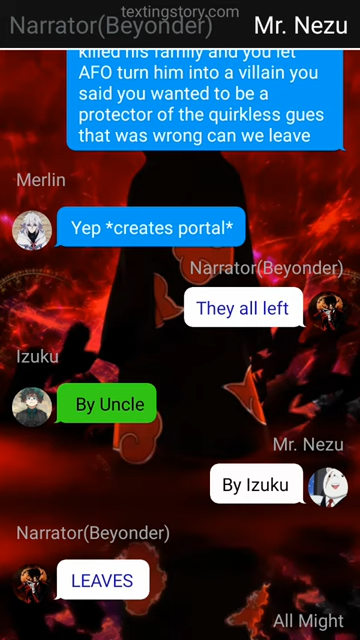 textingstory.com
Narrator(Beyonder) Mr. Nezu
killed his family and you let
AFO turn him into a villain you
said you wanted to be a
protector of the quirkless gues
that was wrong can we leave
Merlin
Yep *creates portal*
Narrator(Beyonder)
They all left
Izuku
By Uncle
Mr. Nezu
By Izuku
Narrator(Beyonder)
LEAVES
All Might